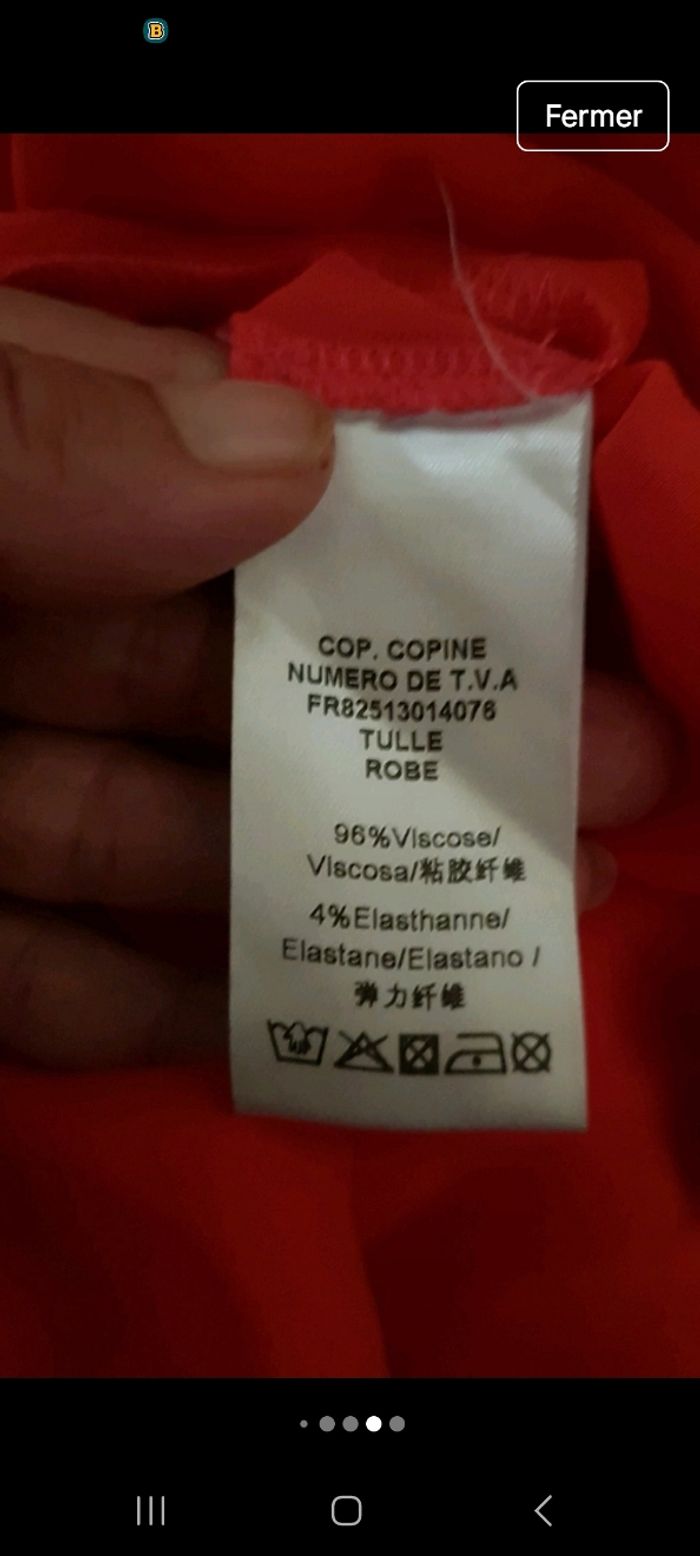 B
Fermer
COP. COPINE
NUMERO DE T.V.A
FR82513014076
TULLE
ROBE
96%Viscose/
Viscosa/粘胶纤维
4%Elasthanne/
Elastane/Elastano /
弹力纤维